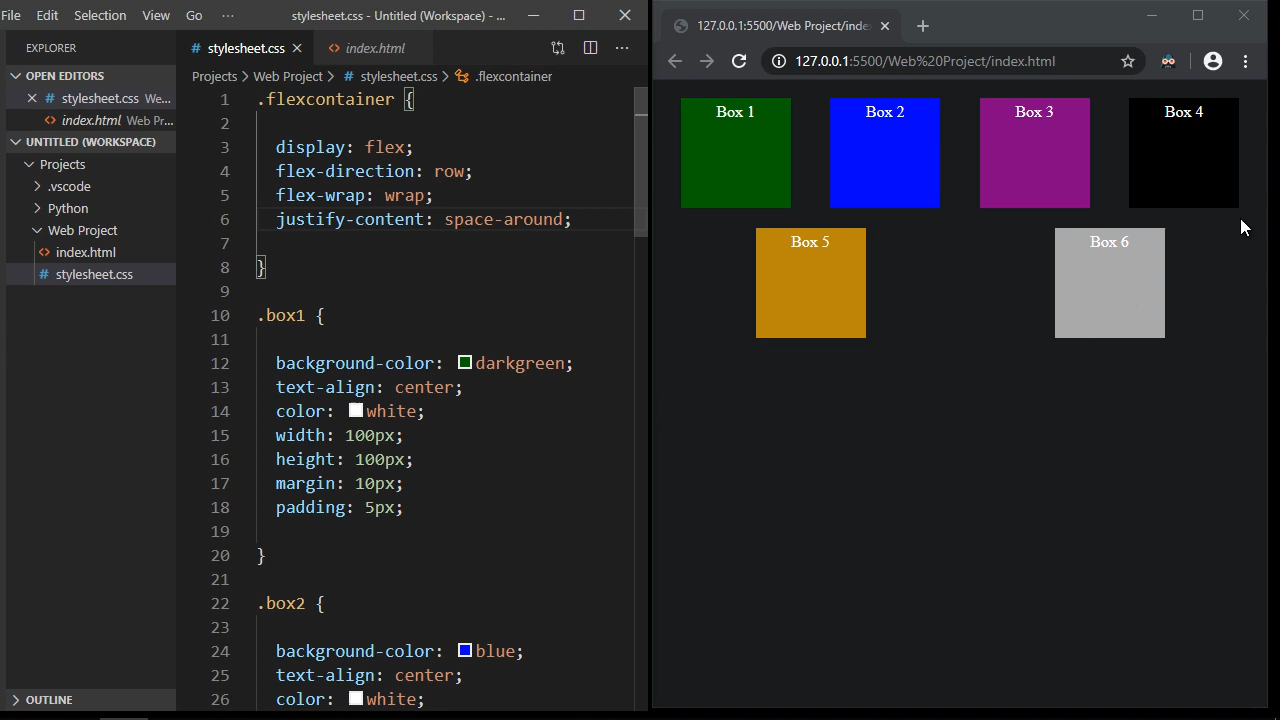 File Edit Selection View Go ··· stylesheet.css - Untitled (Workspace) - ...
EXPLORER
OPEN EDITORS
stylesheet.css We...
index.html Web Pr...
UNTITLED (WORKSPACE)
Projects
.vscode
Python
Web Project
index.html
# stylesheet.css
OUTLINE
# stylesheet.css
index.html
Projects > Web Project > # stylesheet.css > .flexcontainer
1 .flexcontainer {
2
3 display: flex;
4 flex-direction: row;
5 flex-wrap: wrap;
6 justify-content: space-around;
7
8 }
9
10 .box1 {
11
12 background-color: darkgreen;
13 text-align: center;
14 color: white;
15 width: 100px;
16 height: 100px;
17 margin: 10px;
18 padding: 5px;
19
20 }
21
22 .box2 {
23
24 background-color: blue;
25 text-align: center;
26 color: white;
127.0.0.1:5500/Web Project/inde
127.0.0.1:5500/Web%20Project/index.html
Box 1 Box 2 Box 3 Box 4
Box 5 Box 6